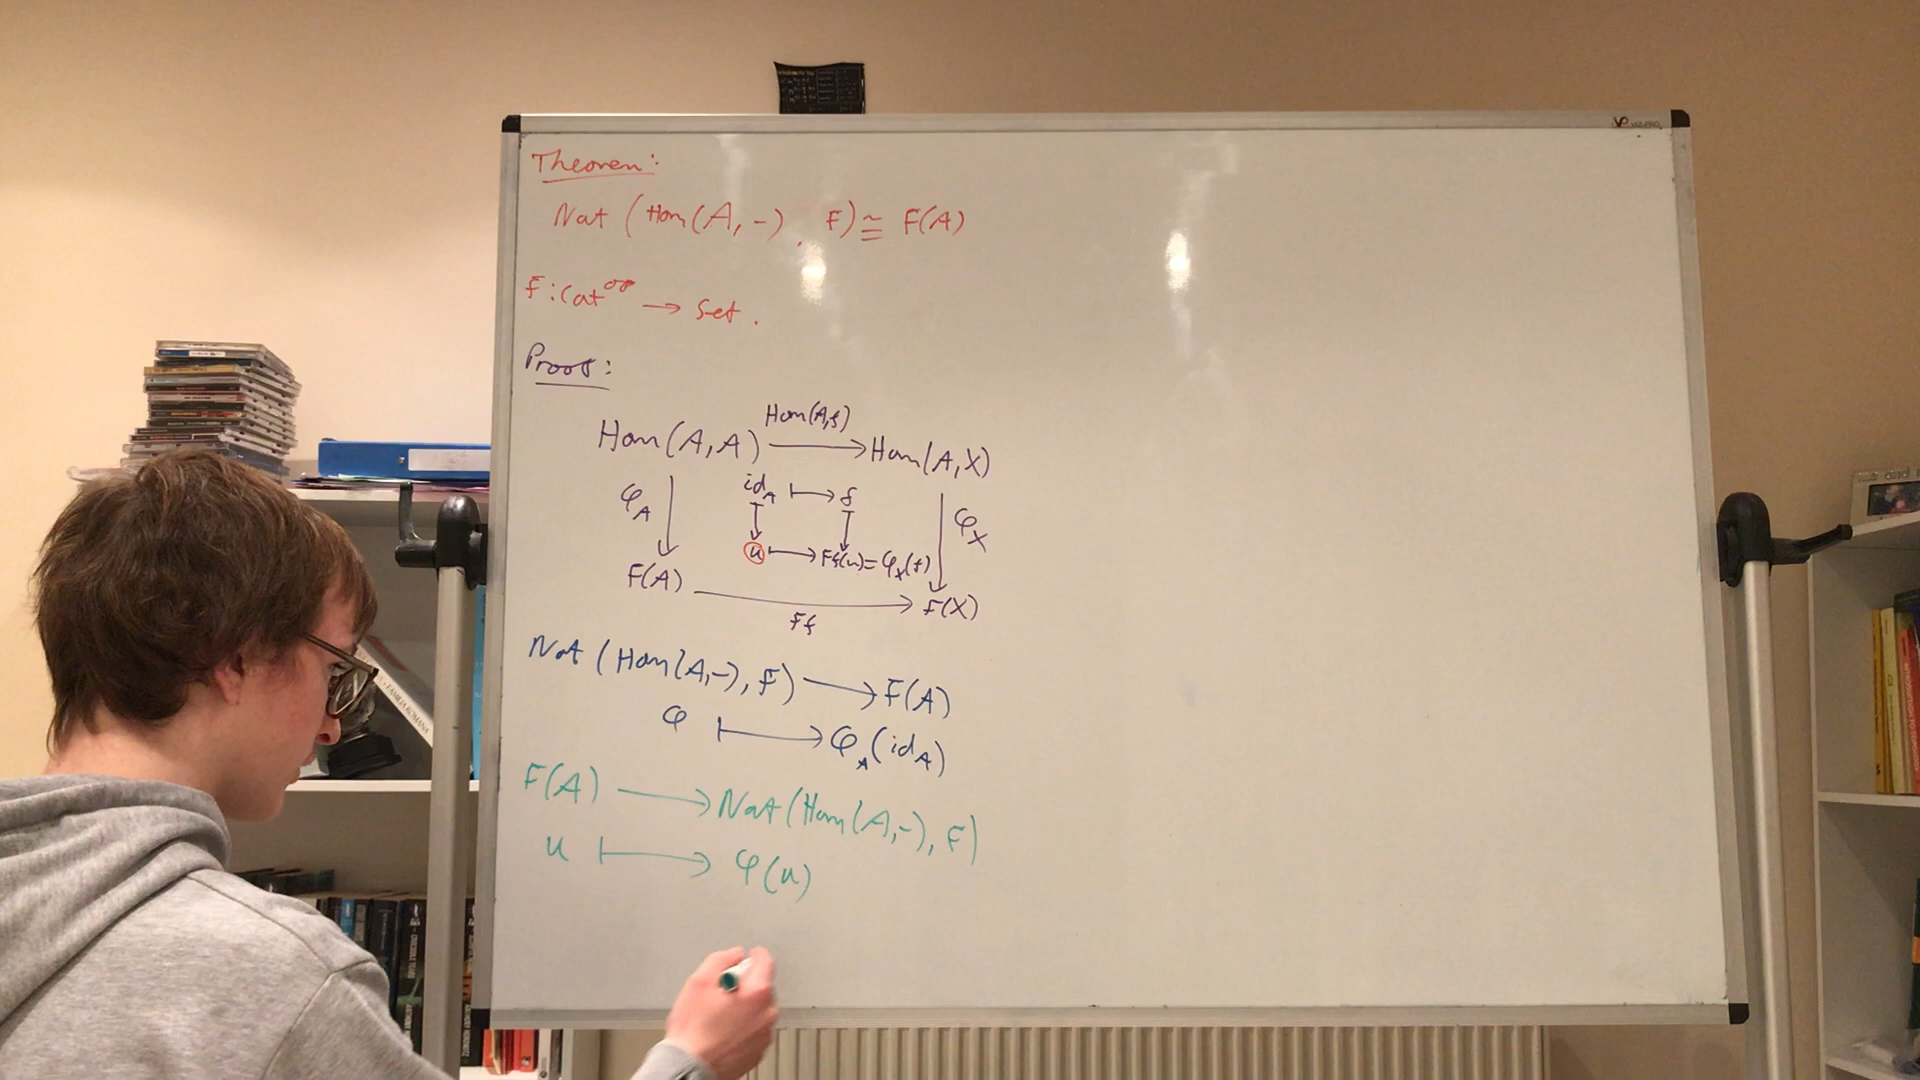 Theorem:
Nat (Hom(A, -), F) ≅ F(A)
F: Cat^op → Set.
Proof:
Hom(A,f)
Hom(A,A) → Hom(A,X)
id_A ↦ f
φ_A ↓ ↧ ↧ ↓ φ_X
u ↦ Ff(u) = φ_X(f)
F(A) → F(X)
Ff
Nat (Hom(A,-), F) → F(A)
φ ↦ φ_A(id_A)
F(A) → Nat(Hom(A,-), F)
u ↦ φ(u)